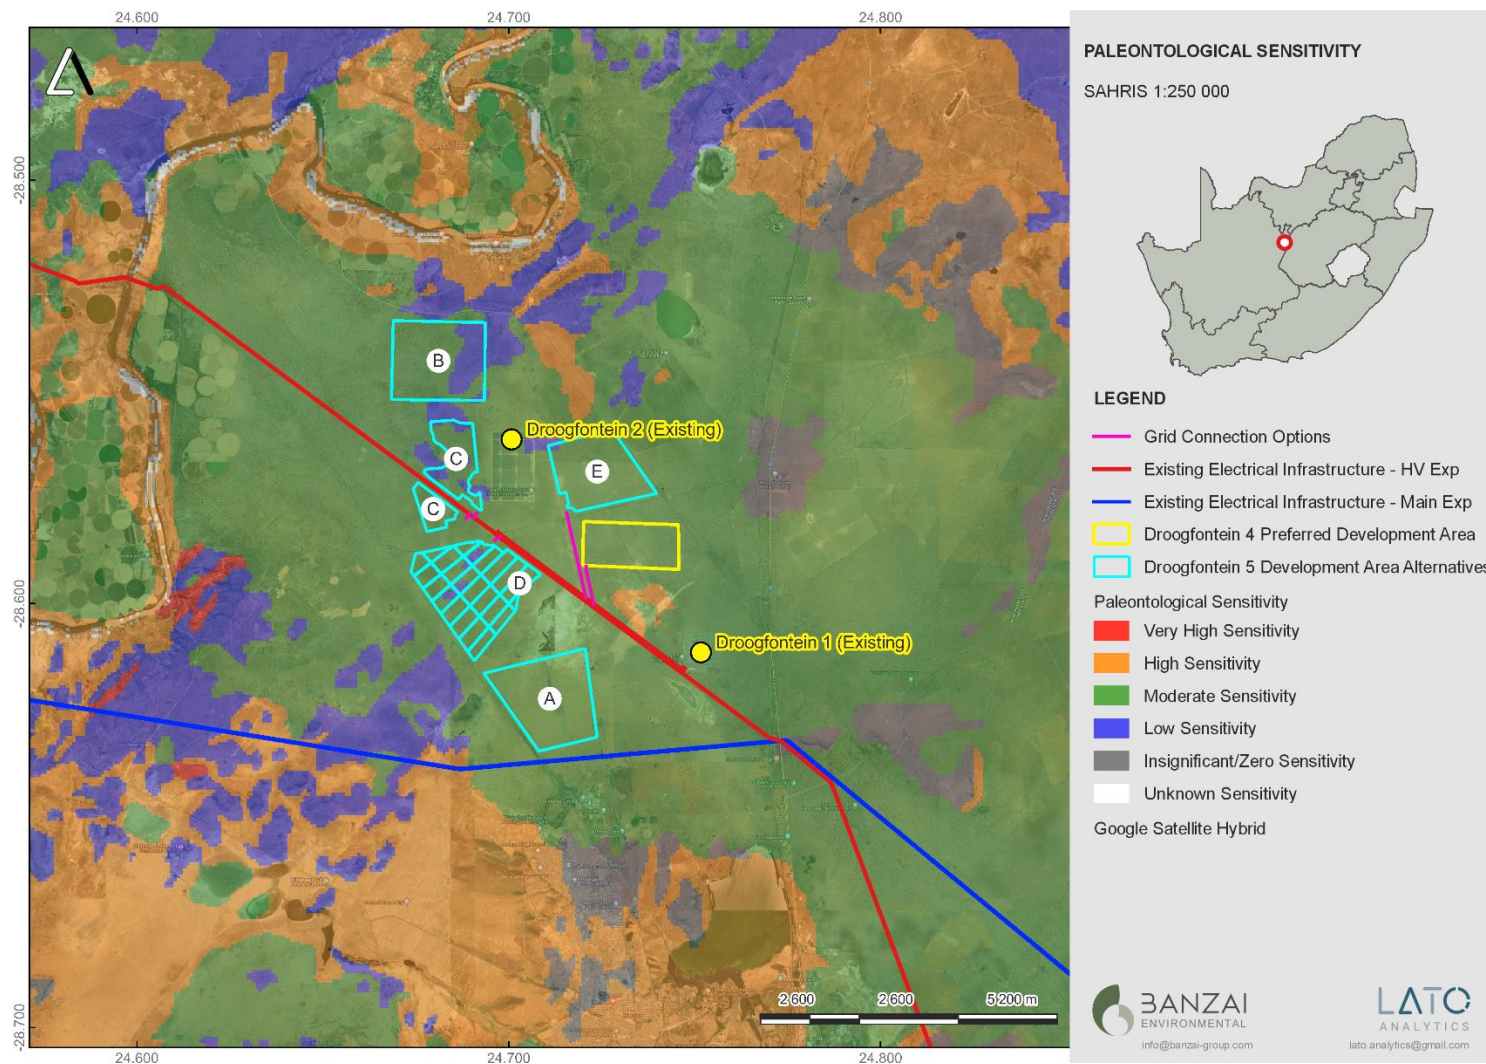 24.600
24.700
24.800
-28.500
-28.600
-28.700
B
C
C
D
E
A
Droogfontein 2 (Existing)
Droogfontein 1 (Existing)
2 600
2 600
5 200 m
24.600
24.700
24.800
PALEONTOLOGICAL SENSITIVITY
SAHRIS 1:250 000
LEGEND
Grid Connection Options
Existing Electrical Infrastructure - HV Exp
Existing Electrical Infrastructure - Main Exp
Droogfontein 4 Preferred Development Area
Droogfontein 5 Development Area Alternatives
Paleontological Sensitivity
Very High Sensitivity
High Sensitivity
Moderate Sensitivity
Low Sensitivity
Insignificant/Zero Sensitivity
Unknown Sensitivity
Google Satellite Hybrid
BANZAI
ENVIRONMENTAL
info@banzai-group.com
LATO
ANALYTICS
lato.analytics@gmail.com